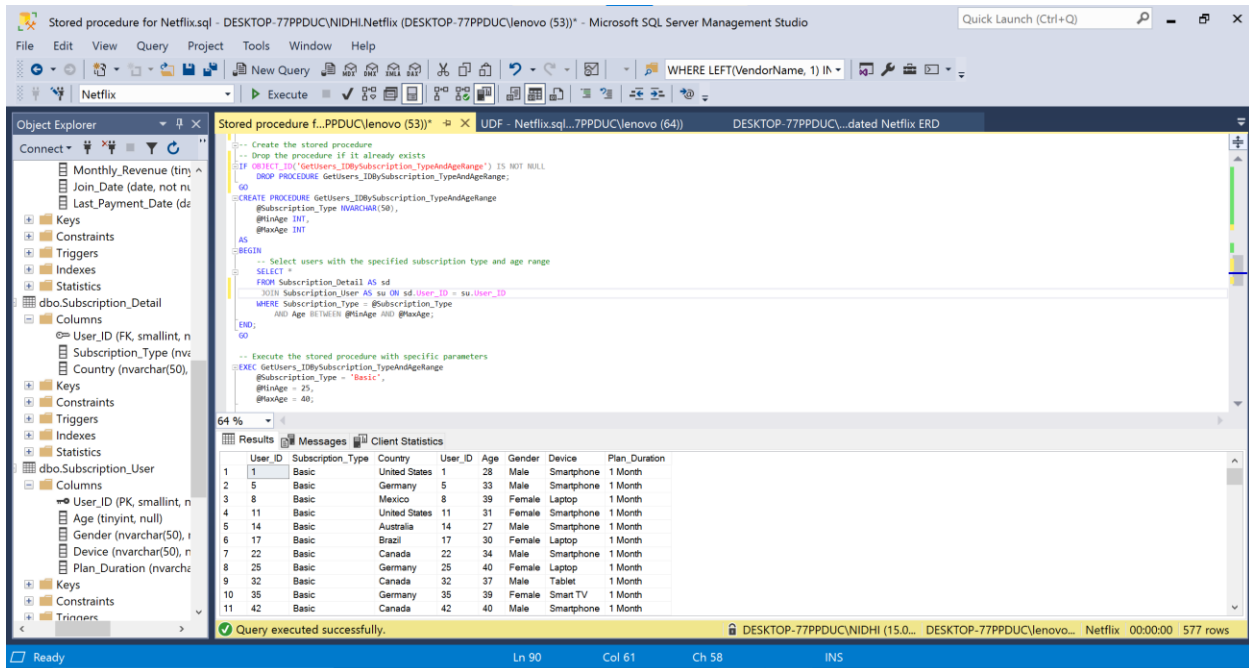 Stored procedure for Netflix.sql - DESKTOP-77PPDUC\NIDHI.Netflix (DESKTOP-77PPDUC\lenovo (53))* - Microsoft SQL Server Management Studio
Quick Launch (Ctrl+Q)
File Edit View Query Project Tools Window Help
New Query MDX DMX XMLA DAX WHERE LEFT(VendorName, 1) IN
Netflix Execute
Object Explorer
Stored procedure f...PPDUC\lenovo (53))* UDF - Netflix.sql...7PPDUC\lenovo (64)) DESKTOP-77PPDUC\...dated Netflix ERD
Connect
Monthly_Revenue (tiny
Join_Date (date, not nu
Last_Payment_Date (da
Keys
Constraints
Triggers
Indexes
Statistics
dbo.Subscription_Detail
Columns
User_ID (FK, smallint, n
Subscription_Type (nva
Country (nvarchar(50),
Keys
Constraints
Triggers
Indexes
Statistics
dbo.Subscription_User
Columns
User_ID (PK, smallint, n
Age (tinyint, null)
Gender (nvarchar(50), 
Device (nvarchar(50), n
Plan_Duration (nvarcha
Keys
Constraints
Triggers
-- Create the stored procedure
-- Drop the procedure if it already exists
IF OBJECT_ID('GetUsers_IDBySubscription_TypeAndAgeRange') IS NOT NULL
DROP PROCEDURE GetUsers_IDBySubscription_TypeAndAgeRange;
GO
CREATE PROCEDURE GetUsers_IDBySubscription_TypeAndAgeRange
@Subscription_Type NVARCHAR(50),
@MinAge INT,
@MaxAge INT
AS
BEGIN
-- Select users with the specified subscription type and age range
SELECT *
FROM Subscription_Detail AS sd
JOIN Subscription_User AS su ON sd.User_ID = su.User_ID
WHERE Subscription_Type = @Subscription_Type
AND Age BETWEEN @MinAge AND @MaxAge;
END;
GO
-- Execute the stored procedure with specific parameters
EXEC GetUsers_IDBySubscription_TypeAndAgeRange
@Subscription_Type = 'Basic',
@MinAge = 25,
@MaxAge = 40;
64 %
Results Messages Client Statistics
User_ID Subscription_Type Country User_ID Age Gender Device Plan_Duration
1 1 Basic United States 1 28 Male Smartphone 1 Month
2 5 Basic Germany 5 33 Male Smartphone 1 Month
3 8 Basic Mexico 8 39 Female Laptop 1 Month
4 11 Basic United States 11 31 Female Smartphone 1 Month
5 14 Basic Australia 14 27 Male Smartphone 1 Month
6 17 Basic Brazil 17 30 Female Laptop 1 Month
7 22 Basic Canada 22 34 Male Smartphone 1 Month
8 25 Basic Germany 25 40 Female Laptop 1 Month
9 32 Basic Canada 32 37 Male Tablet 1 Month
10 35 Basic Germany 35 39 Female Smart TV 1 Month
11 42 Basic Canada 42 40 Male Smartphone 1 Month
Query executed successfully. DESKTOP-77PPDUC\NIDHI (15.0... DESKTOP-77PPDUC\lenovo... Netflix 00:00:00 577 rows
Ready Ln 90 Col 61 Ch 58 INS